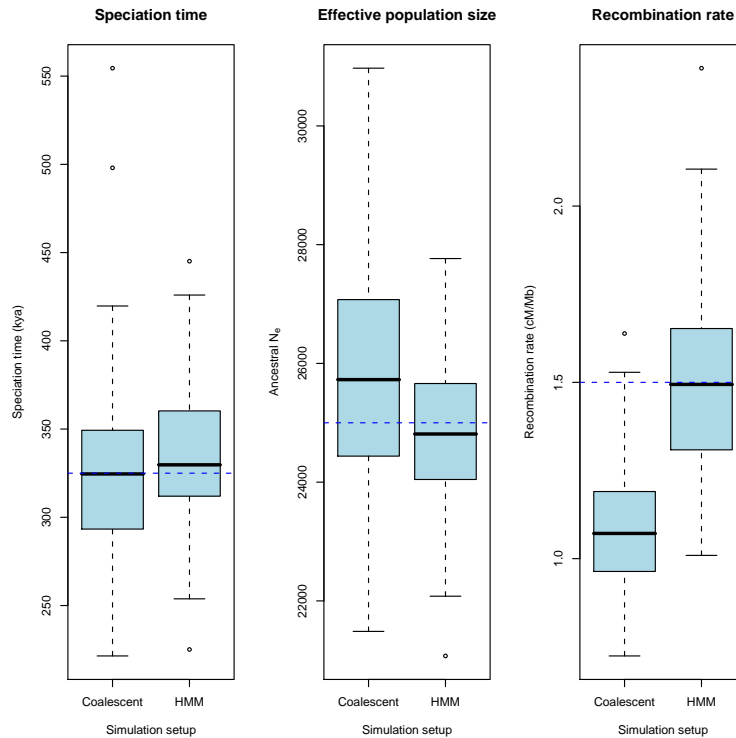 Speciation time
Speciation time (kya)
550
500
450
400
350
300
250
Coalescent HMM
Simulation setup
Effective population size
Ancestral Ne
30000
28000
26000
24000
22000
Coalescent HMM
Simulation setup
Recombination rate
Recombination rate (cM/Mb)
2.0
1.5
1.0
Coalescent HMM
Simulation setup